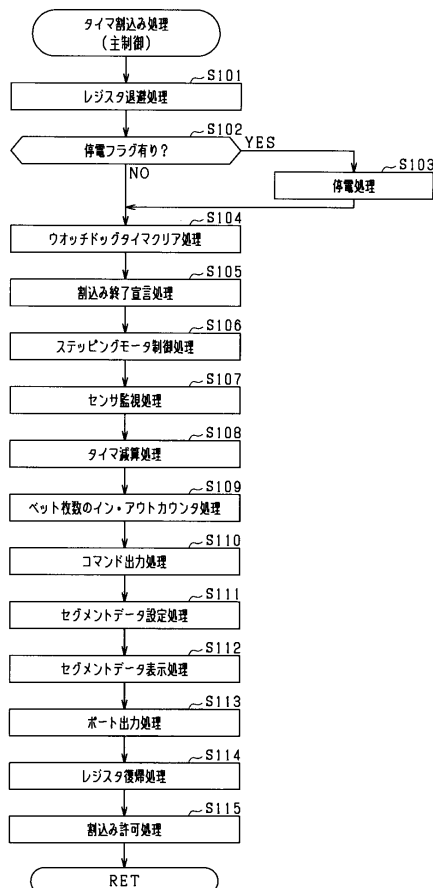 タイマ割込み処理
(主制御)
S101
レジスタ退避処理
S102
停電フラグ有り?
YES
NO
S103
停電処理
S104
ウオッチドッグタイマクリア処理
S105
割込み終了宣言処理
S106
ステッピングモータ制御処理
S107
センサ監視処理
S108
タイマ減算処理
S109
ベット枚数のイン・アウトカウンタ処理
S110
コマンド出力処理
S111
セグメントデータ設定処理
S112
セグメントデータ表示処理
S113
ポート出力処理
S114
レジスタ復帰処理
S115
割込み許可処理
RET